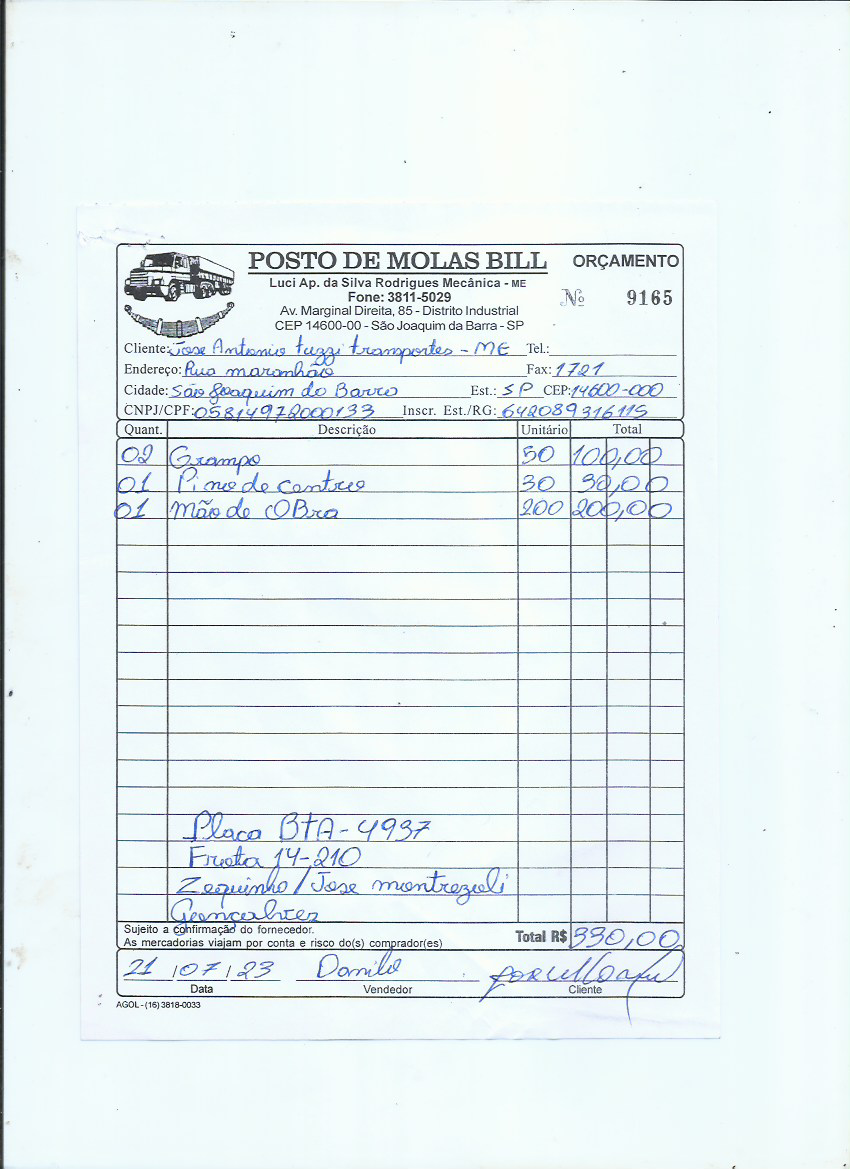 POSTO DE MOLAS BILL
ORÇAMENTO
Luci Ap. da Silva Rodrigues Mecânica - ME
Fone: 3811-5029
Nº 9165
Av. Marginal Direita, 85 - Distrito Industrial
CEP 14600-00 - São Joaquim da Barra - SP
Cliente: Jose Antonio tuzzi transportes - ME Tel.:
Endereço: Rua maranhão Fax: 1721
Cidade: São Joaquim do Barro Est.: SP CEP: 14600-000
CNPJ/CPF: 05814972000133 Inscr. Est./RG: 642089316115
Quant. Descrição Unitário Total
02 Grampo 50 100,00
01 Pino de centro 30 30,00
01 Mão de OBra 200 200,00
Placa BTA-4937
Frota 14-210
Zequinho / Jose
Gonçalves
Sujeito a confirmação do fornecedor.
As mercadorias viajam por conta e risco do(s) comprador(es)
Total R$ 330,00
21 / 07 / 23 Danilo
Data Vendedor Cliente
AGOL - (16) 3818-0033